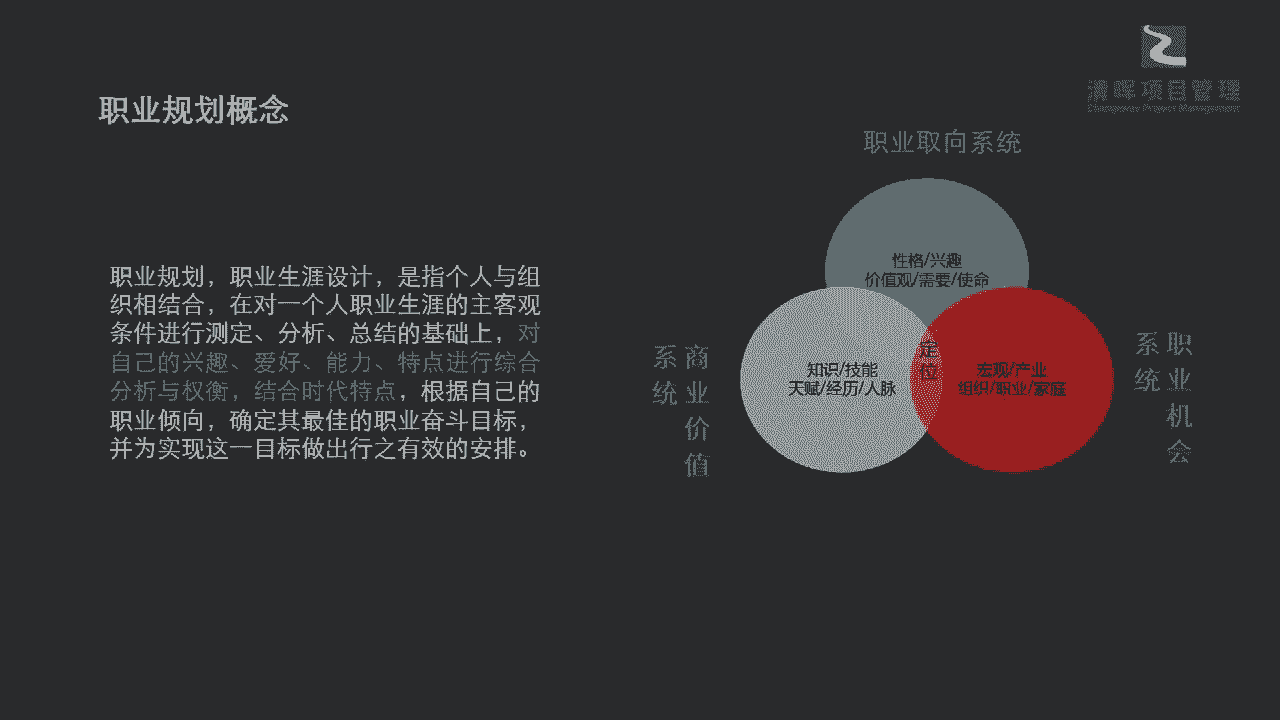 清晖项目管理
职业规划概念
职业取向系统
性格/兴趣
价值观/需要/使命
职业规划，职业生涯设计，是指个人与组
织相结合，在对一个人职业生涯的主客观
条件进行测定、分析、总结的基础上，对
自己的兴趣、爱好、能力、特点进行综合
分析与权衡，结合时代特点，根据自己的
职业倾向，确定其最佳的职业奋斗目标，
并为实现这一目标做出行之有效的安排。
商业价值
系统
知识/技能
天赋/经历/人脉
定位
宏观/产业
组织/职业/家庭
职业机会
系统